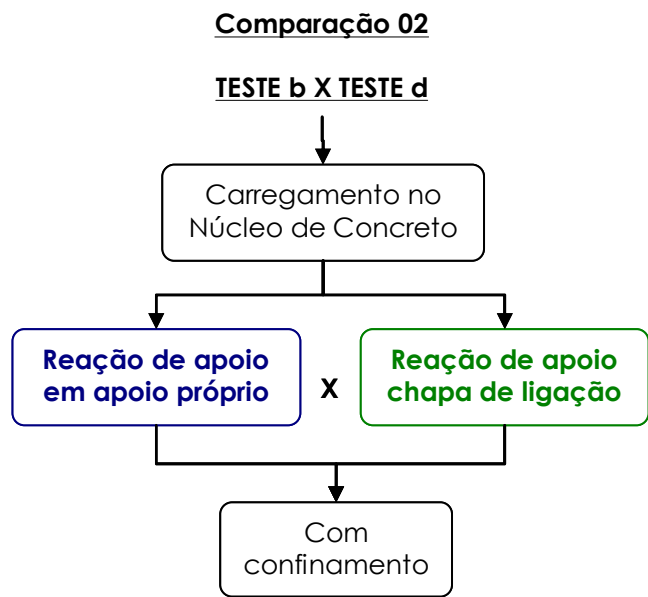 Comparação 02
TESTE b X TESTE d
Carregamento no
Núcleo de Concreto
Reação de apoio
em apoio próprio
X
Reação de apoio
chapa de ligação
Com
confinamento